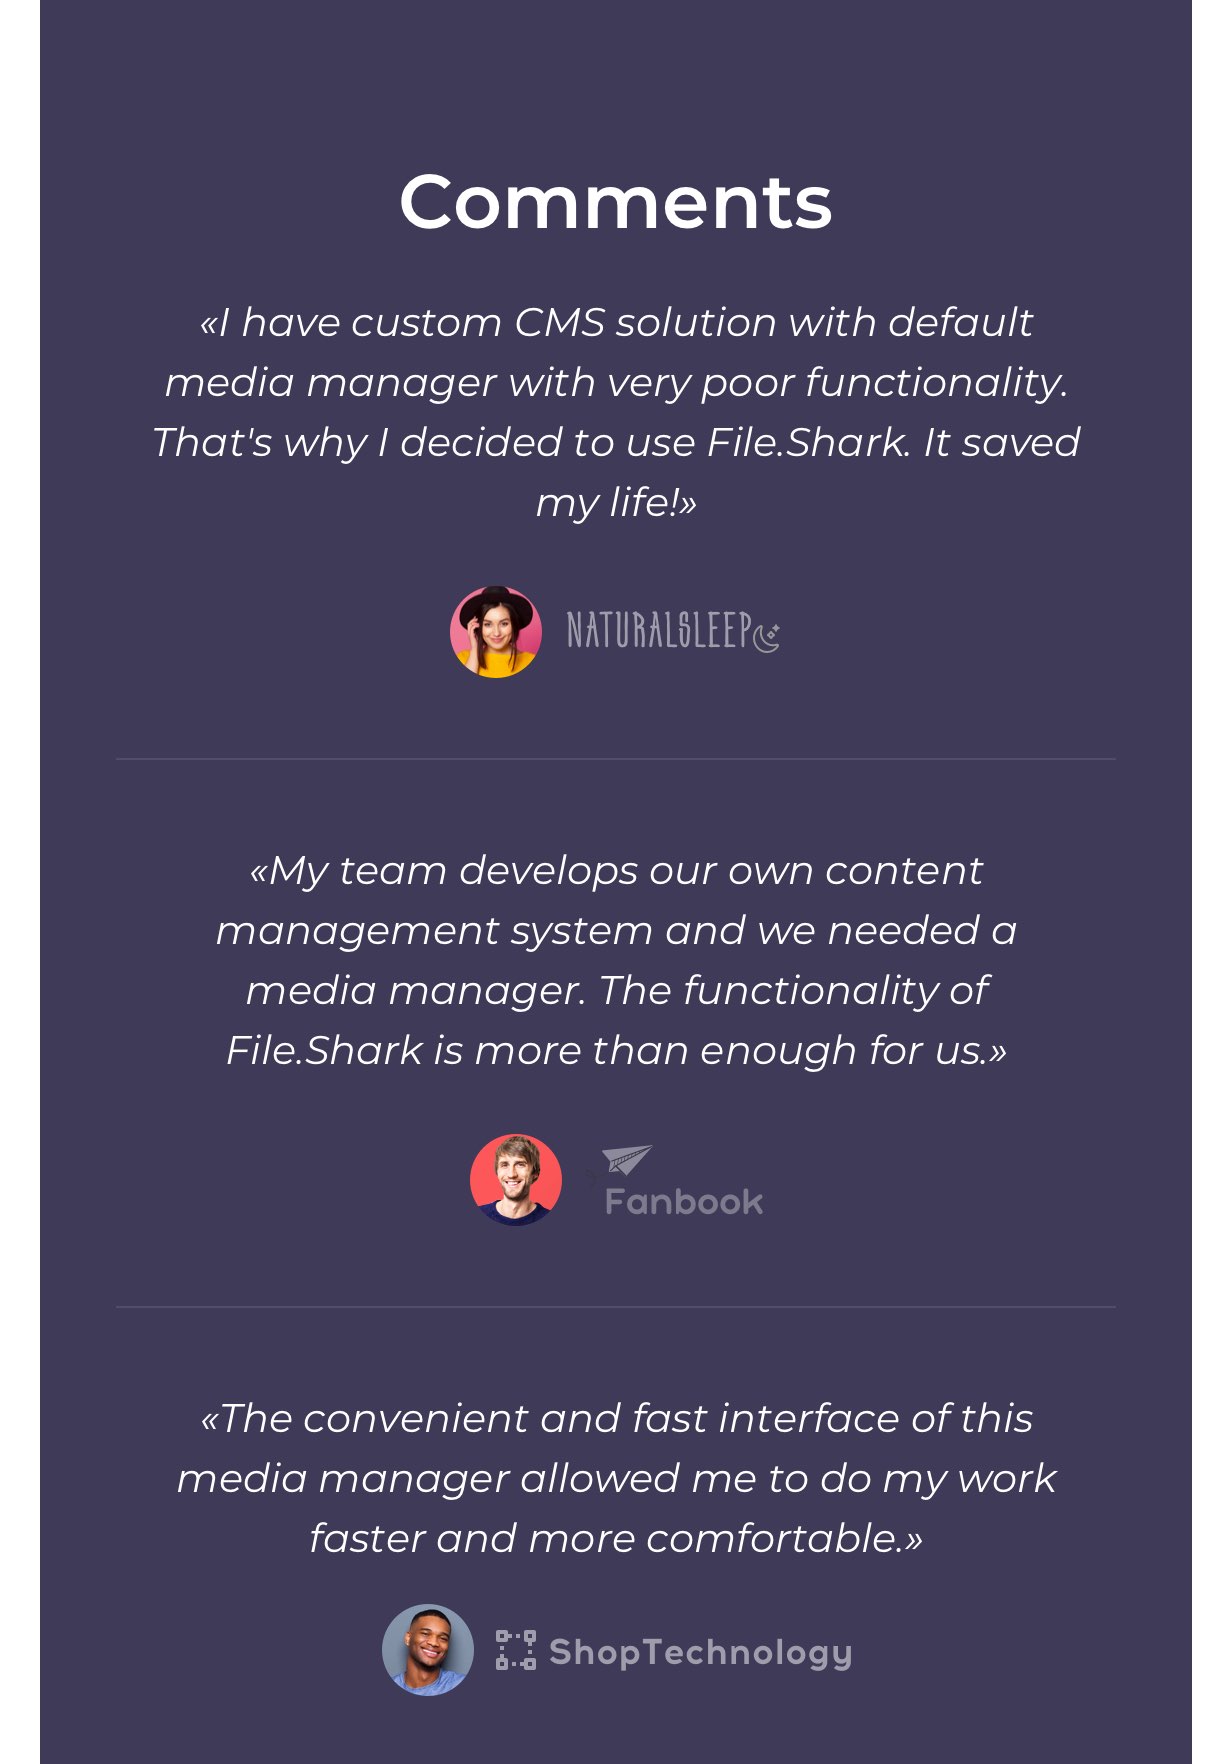 Comments
«I have custom CMS solution with default
media manager with very poor functionality.
That's why I decided to use File.Shark. It saved
my life!»
NATURALSLEEP
«My team develops our own content
management system and we needed a
media manager. The functionality of
File.Shark is more than enough for us.»
Fanbook
«The convenient and fast interface of this
media manager allowed me to do my work
faster and more comfortable.»
ShopTechnology